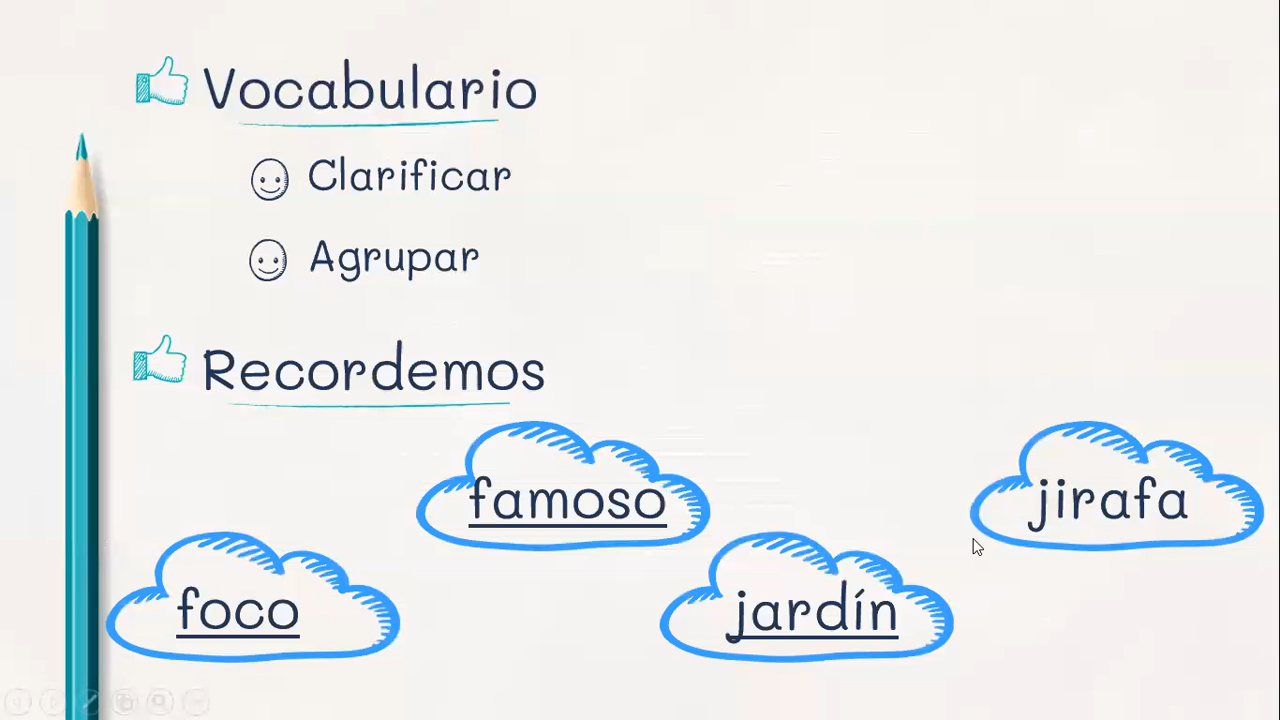 Vocabulario
Clarificar
Agrupar
Recordemos
famoso
jirafa
foco
jardín